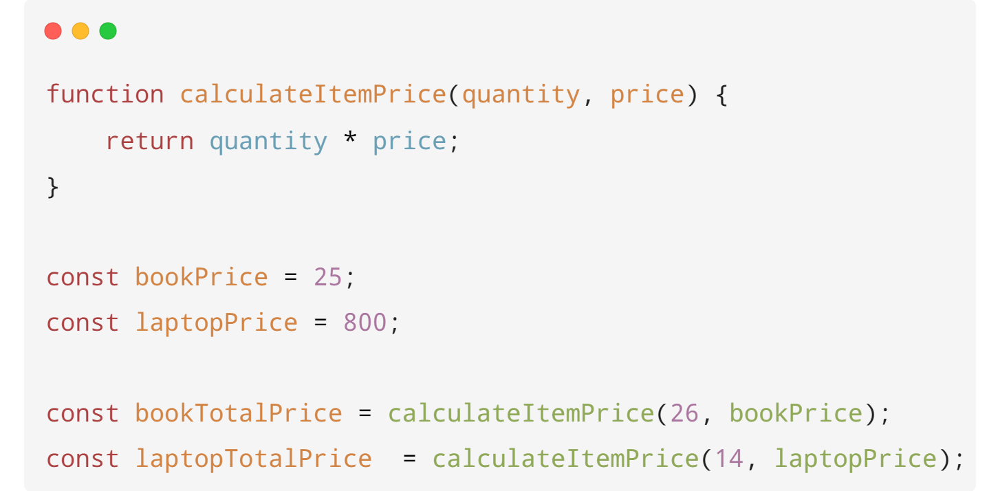 function calculateItemPrice(quantity, price) {
    return quantity * price;
}

const bookPrice = 25;
const laptopPrice = 800;

const bookTotalPrice = calculateItemPrice(26, bookPrice);
const laptopTotalPrice  = calculateItemPrice(14, laptopPrice);